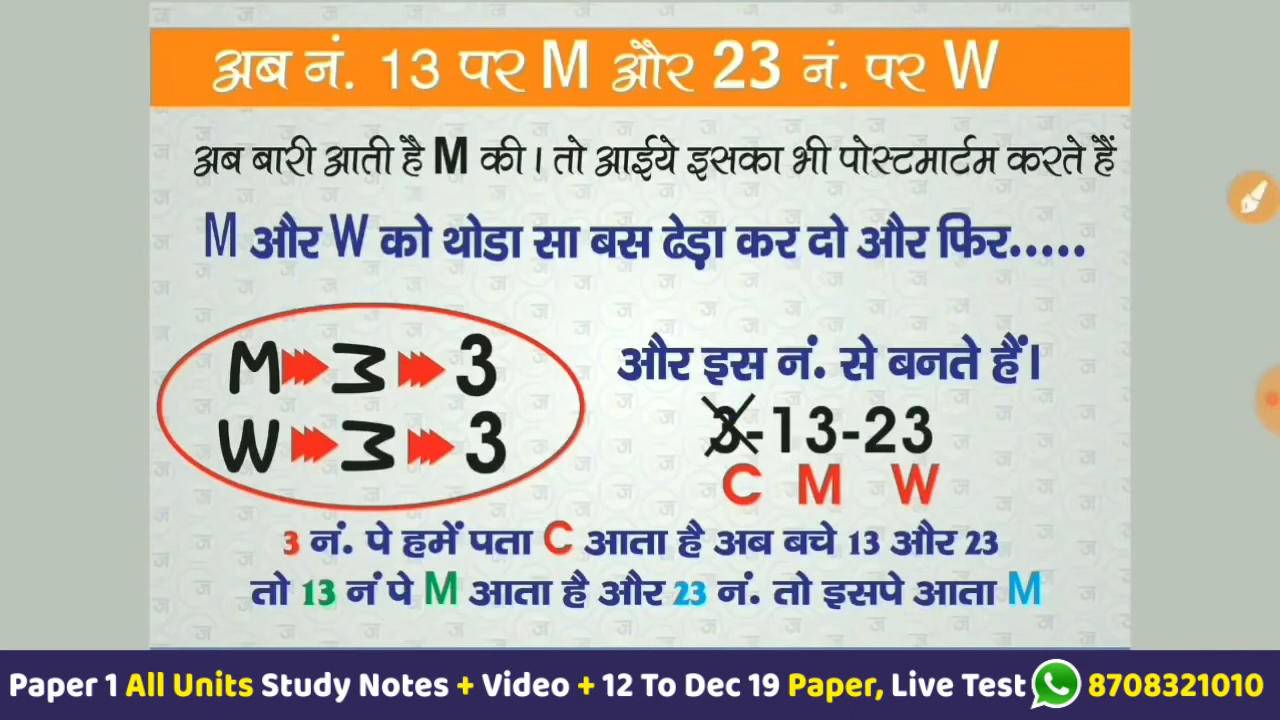 अब नं. 13 पर M और 23 नं. पर W
अब बारी आती है M की। तो आईये इसका भी पोस्टमार्टम करते हैं
M और W को थोडा सा बस ढेड़ा कर दो और फिर.....
M 3 3
W 3 3
और इस नं. से बनते हैं।
3-13-23
C M W
3 नं. पे हमें पता C आता है अब बचे 13 और 23
तो 13 नं पे M आता है और 23 नं. तो इसपे आता M
Paper 1 All Units Study Notes + Video + 12 To Dec 19 Paper, Live Test 8708321010